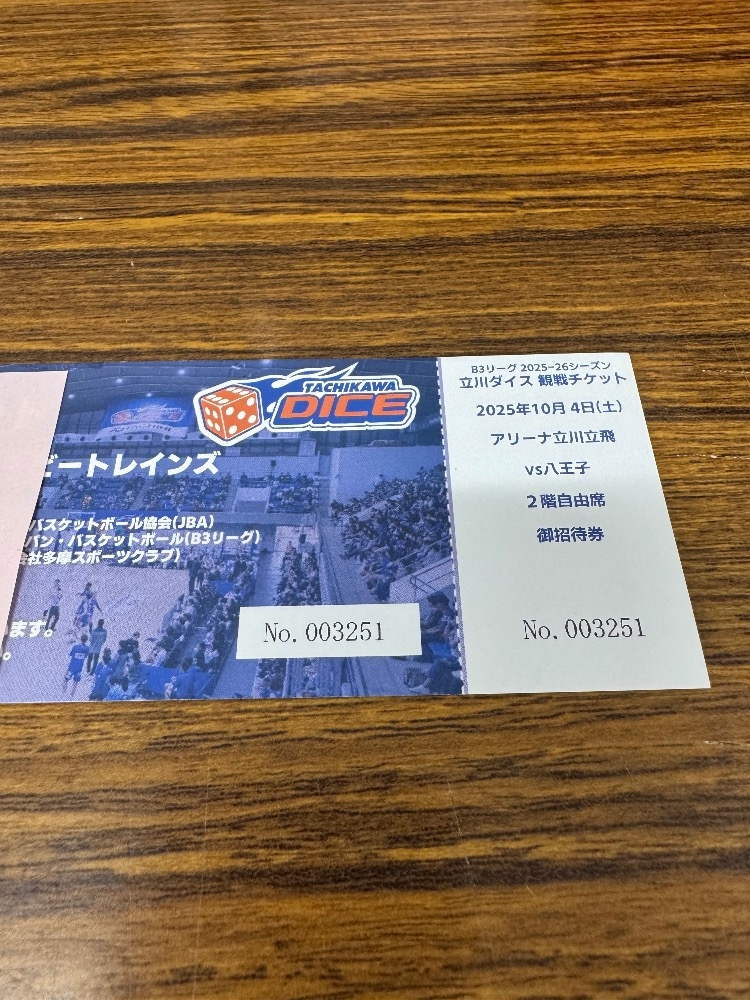 TACHIKAWA
DICE
ビートレインズ
バスケットボール協会(JBA)
パン・バスケットボール(B3リーグ)
会社多摩スポーツクラブ)
ます。
。
No. 003251
B3リーグ 2025-26シーズン
立川ダイス 観戦チケット
2025年10月 4日(土)
アリーナ立川立飛
vs八王子
２階自由席
御招待券
No. 003251